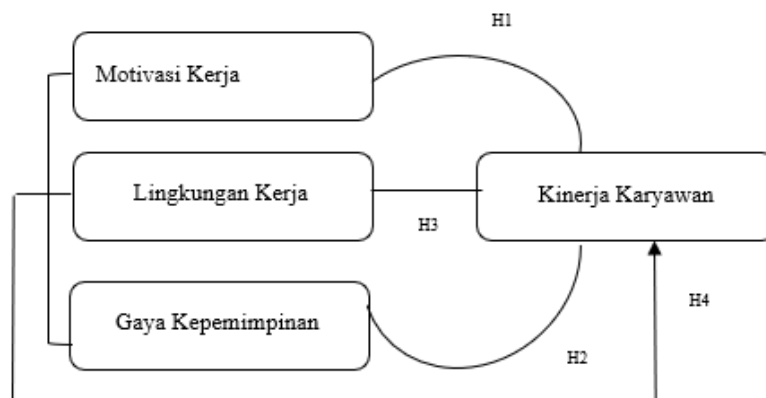 H1
Motivasi Kerja
Lingkungan Kerja
Kinerja Karyawan
H3
H4
Gaya Kepemimpinan
H2